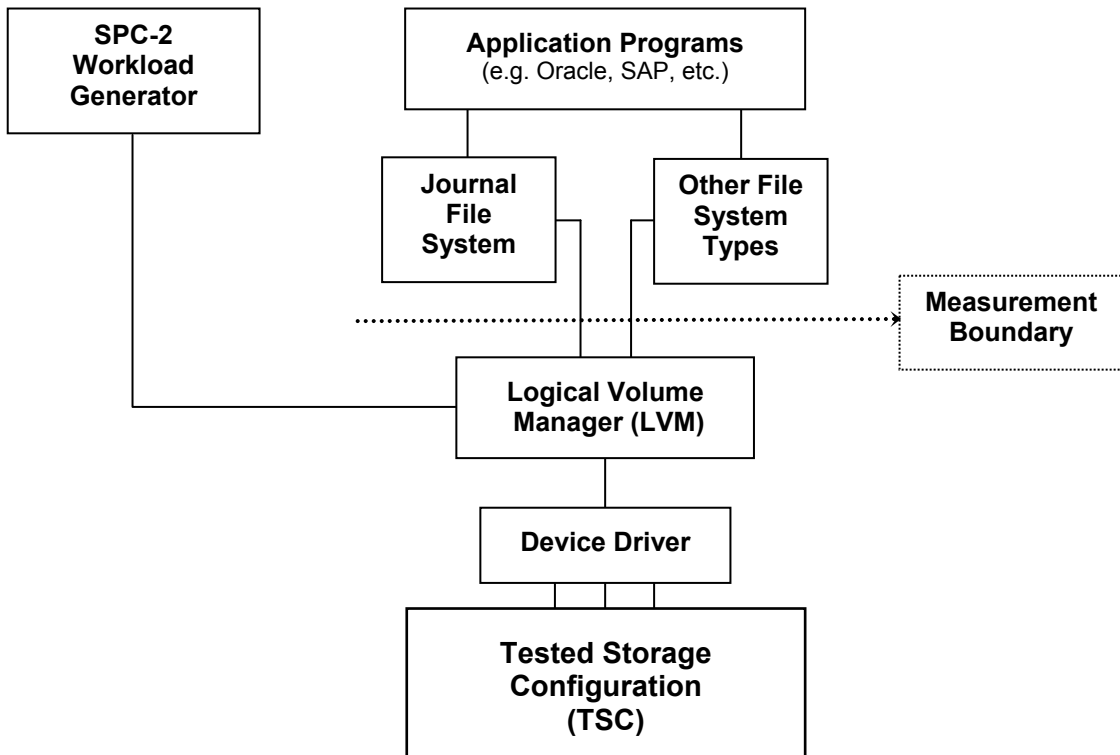 SPC-2
Workload
Generator
Application Programs
(e.g. Oracle, SAP, etc.)
Journal
File
System
Other File
System
Types
Measurement
Boundary
Logical Volume
Manager (LVM)
Device Driver
Tested Storage
Configuration
(TSC)